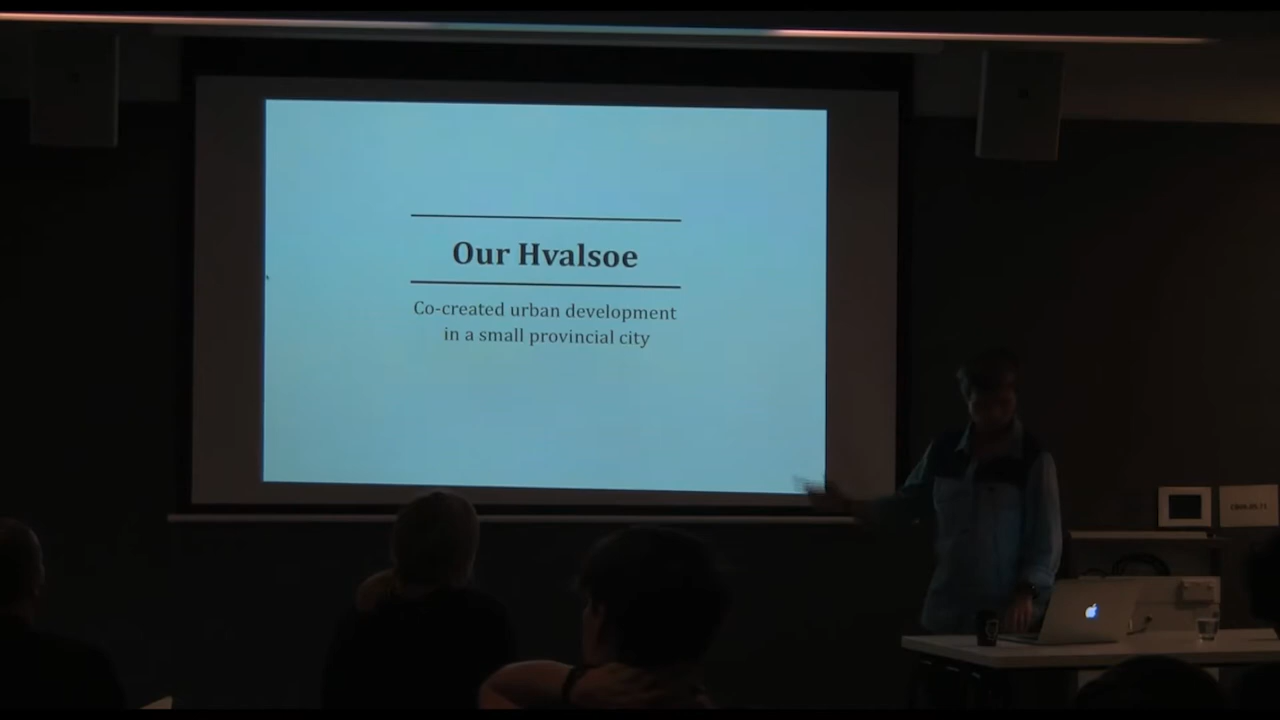 Our Hvalsoe
Co-created urban development
in a small provincial city